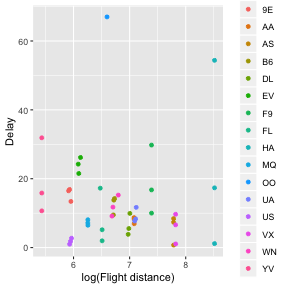 60
40
20
0
Delay
6
7
8
log(Flight distance)
9E
AA
AS
B6
DL
EV
F9
FL
HA
MQ
OO
UA
US
VX
WN
YV